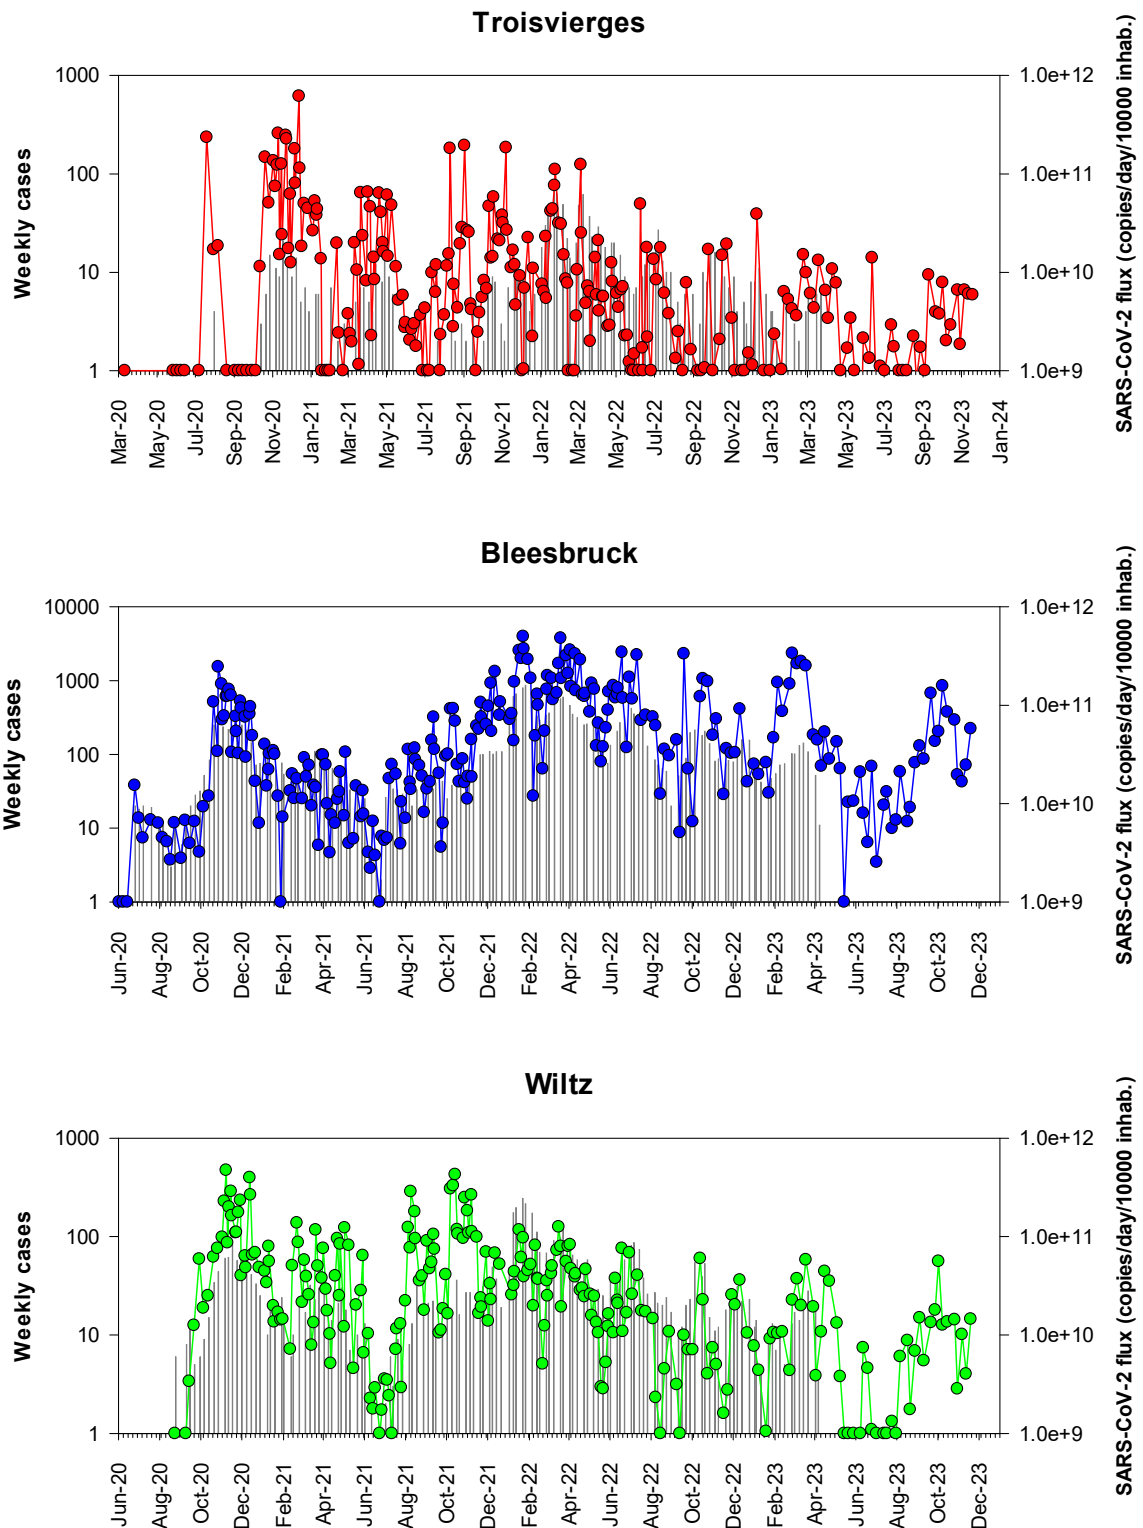 Troisvierges
Weekly cases
SARS-CoV-2 flux (copies/day/10000 inhab.)
1000
100
10
1
1.0e+12
1.0e+11
1.0e+10
1.0e+9
Mar-20 May-20 Jul-20 Sep-20 Nov-20 Jan-21 Mar-21 May-21 Jul-21 Sep-21 Nov-21 Jan-22 Mar-22 May-22 Jul-22 Sep-22 Nov-22 Jan-23 Mar-23 May-23 Jul-23 Sep-23 Nov-23 Jan-24
Bleesbruck
Weekly cases
SARS-CoV-2 flux (copies/day/10000 inhab.)
10000
1000
100
10
1
1.0e+12
1.0e+11
1.0e+10
1.0e+9
Jun-20 Aug-20 Oct-20 Dec-20 Feb-21 Apr-21 Jun-21 Aug-21 Oct-21 Dec-21 Feb-22 Apr-22 Jun-22 Aug-22 Oct-22 Dec-22 Feb-23 Apr-23 Jun-23 Aug-23 Oct-23 Dec-23
Wiltz
Weekly cases
SARS-CoV-2 flux (copies/day/10000 inhab.)
1000
100
10
1
1.0e+12
1.0e+11
1.0e+10
1.0e+9
Jun-20 Aug-20 Oct-20 Dec-20 Feb-21 Apr-21 Jun-21 Aug-21 Oct-21 Dec-21 Feb-22 Apr-22 Jun-22 Aug-22 Oct-22 Dec-22 Feb-23 Apr-23 Jun-23 Aug-23 Oct-23 Dec-23